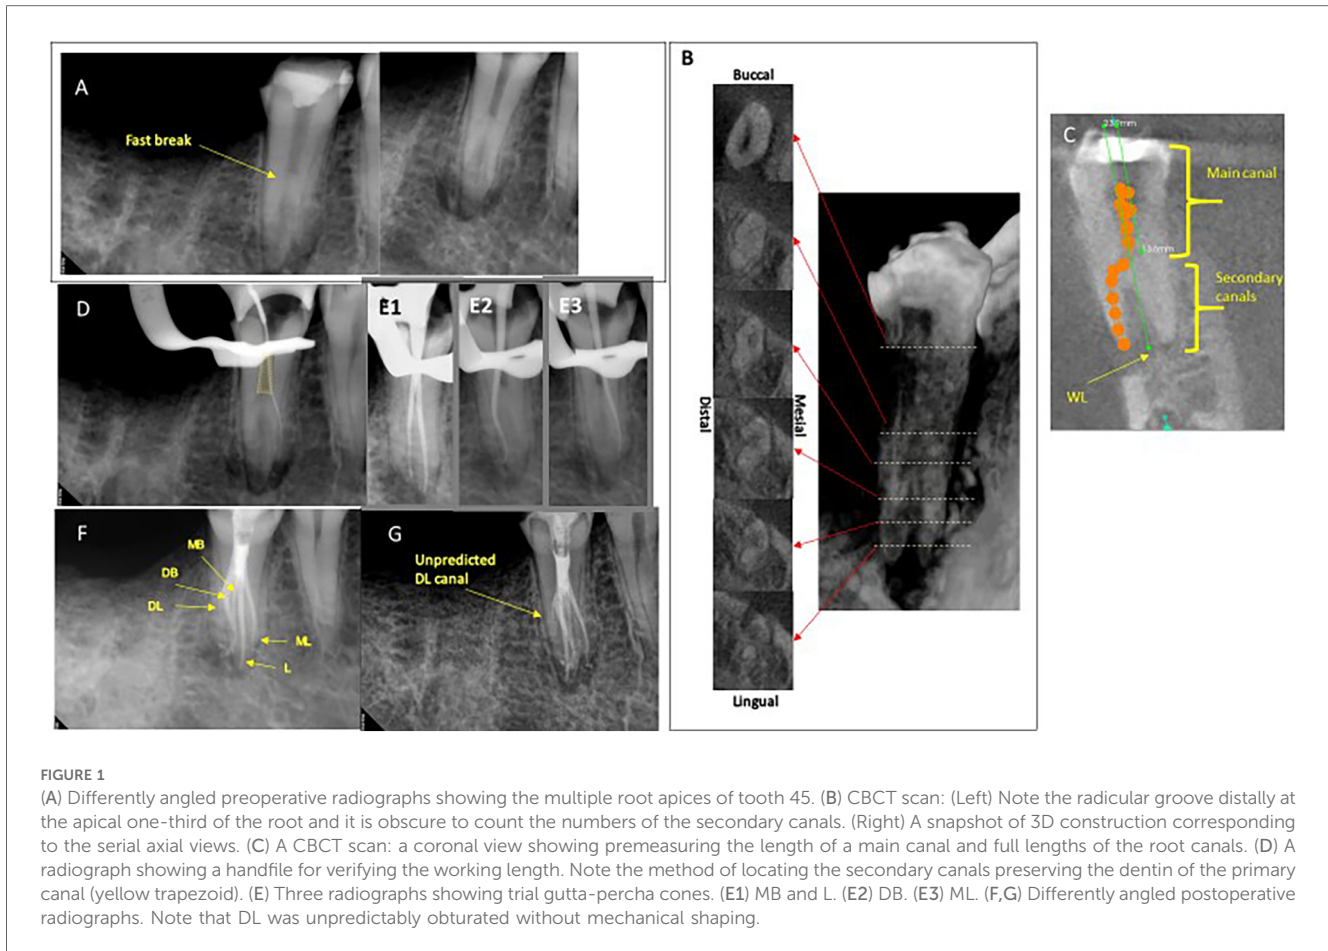 A
Fast break
B
Buccal
Distal
Mesial
Lingual
C
Main canal
Secondary
canals
WL
D
E1
E2
E3
F
MB
DB
DL
ML
L
G
Unpredicted
DL canal
FIGURE 1
(A) Differently angled preoperative radiographs showing the multiple root apices of tooth 45. (B) CBCT scan: (Left) Note the radicular groove distally at
the apical one-third of the root and it is obscure to count the numbers of the secondary canals. (Right) A snapshot of 3D construction corresponding
to the serial axial views. (C) A CBCT scan: a coronal view showing premeasuring the length of a main canal and full lengths of the root canals. (D) A
radiograph showing a handfile for verifying the working length. Note the method of locating the secondary canals preserving the dentin of the primary
canal (yellow trapezoid). (E) Three radiographs showing trial gutta-percha cones. (E1) MB and L. (E2) DB. (E3) ML. (F,G) Differently angled postoperative
radiographs. Note that DL was unpredictably obturated without mechanical shaping.